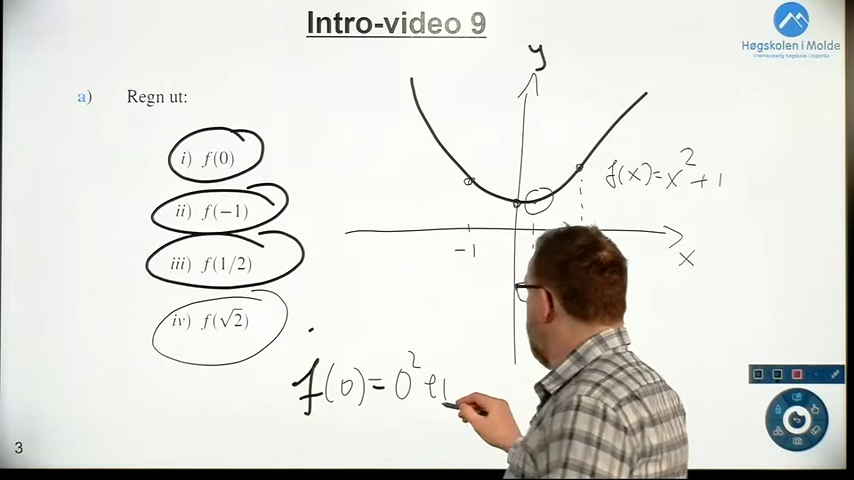 Intro-video 9
Høgskolen i Molde
a) Regn ut:
i) f(0)
ii) f(−1)
iii) f(1/2)
iv) f(√2)
y
f(x)=x²+1
−1
x
f(0)=0²+1
3